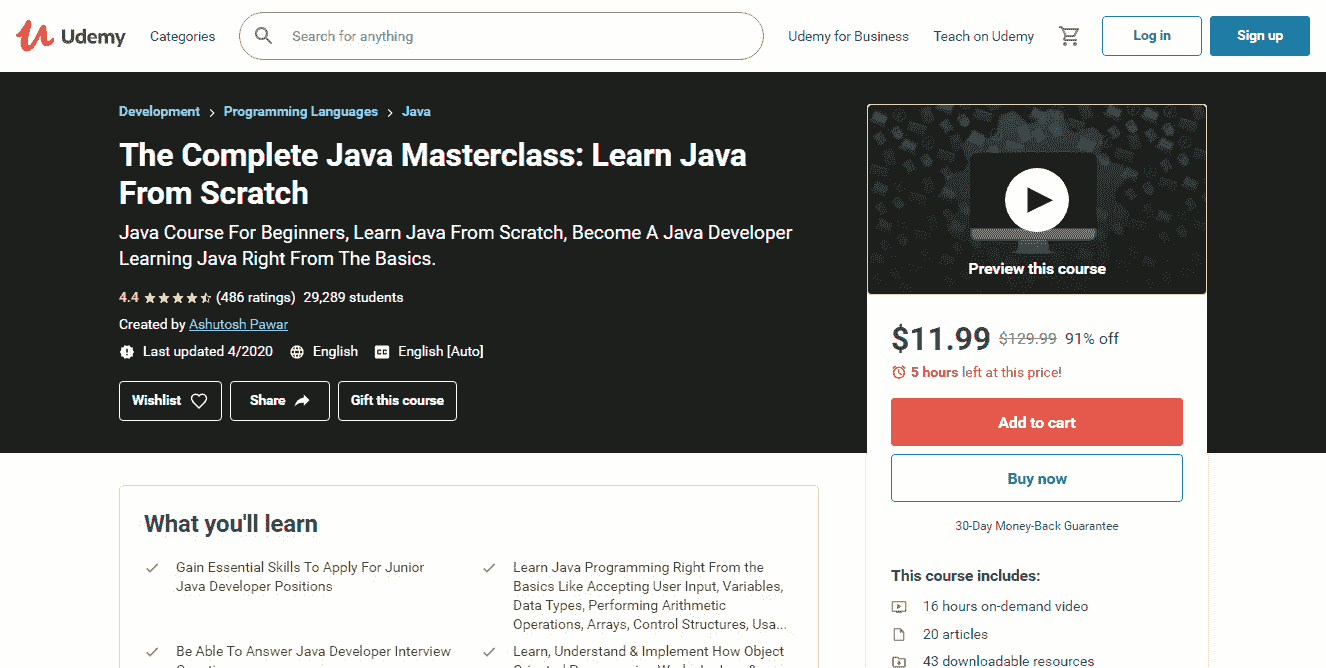 Udemy
Categories
Search for anything
Udemy for Business
Teach on Udemy
Log in
Sign up
Development > Programming Languages > Java
The Complete Java Masterclass: Learn Java
From Scratch
Java Course For Beginners, Learn Java From Scratch, Become A Java Developer
Learning Java Right From The Basics.
4.4 (486 ratings) 29,289 students
Created by Ashutosh Pawar
Last updated 4/2020 English English [Auto]
Wishlist
Share
Gift this course
Preview this course
$11.99 $129.99 91% off
5 hours left at this price!
Add to cart
Buy now
30-Day Money-Back Guarantee
This course includes:
16 hours on-demand video
20 articles
43 downloadable resources
What you'll learn
Gain Essential Skills To Apply For Junior
Java Developer Positions
Learn Java Programming Right From the
Basics Like Accepting User Input, Variables,
Data Types, Performing Arithmetic
Operations, Arrays, Control Structures, Usa...
Be Able To Answer Java Developer Interview
Learn, Understand & Implement How Object